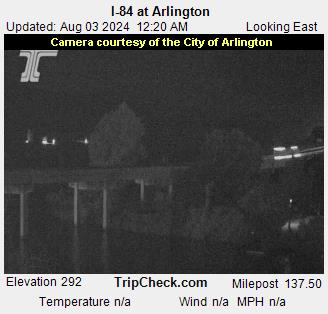 I-84 at Arlington
Updated: Aug 03 2024 12:20 AM Looking East
Camera courtesy of the City of Arlington
Elevation 292 TripCheck.com Milepost 137.50
Temperature n/a Wind n/a MPH n/a